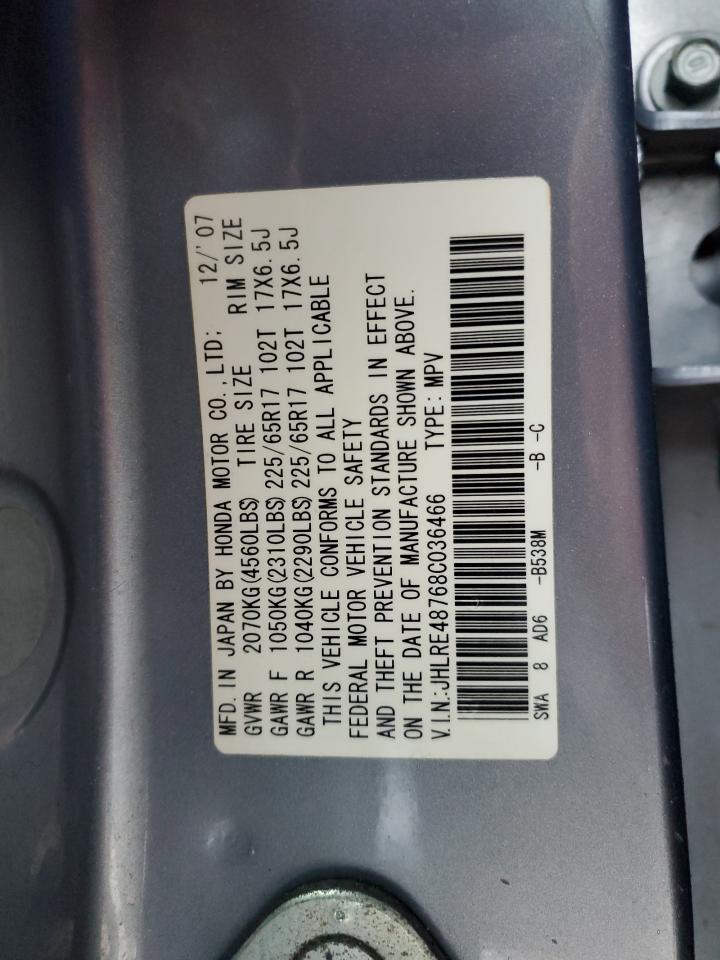 MFD. IN JAPAN BY HONDA MOTOR CO.,LTD; 12/'07
GVWR 2070KG(4560LBS) TIRE SIZE RIM SIZE
GAWR F 1050KG(2310LBS) 225/65R17 102T 17X6.5J
GAWR R 1040KG(2290LBS) 225/65R17 102T 17X6.5J
THIS VEHICLE CONFORMS TO ALL APPLICABLE
FEDERAL MOTOR VEHICLE SAFETY
AND THEFT PREVENTION STANDARDS IN EFFECT
ON THE DATE OF MANUFACTURE SHOWN ABOVE.
V.I.N.:JHLRE48768C036466 TYPE: MPV
SWA 8 AD6 -B538M -B -C